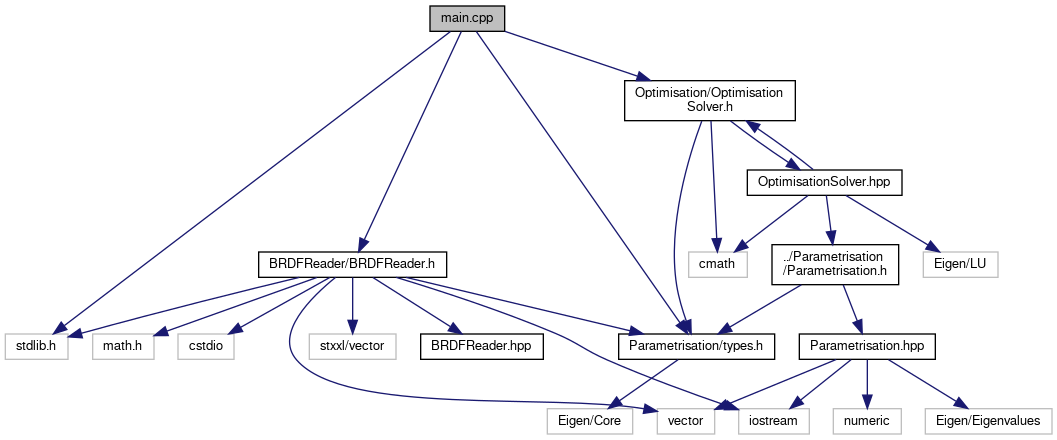 main.cpp
Optimisation/Optimisation
Solver.h
OptimisationSolver.hpp
BRDFReader/BRDFReader.h
cmath
../Parametrisation
/Parametrisation.h
Eigen/LU
stdlib.h
math.h
cstdio
stxxl/vector
BRDFReader.hpp
Parametrisation/types.h
Parametrisation.hpp
Eigen/Core
vector
iostream
numeric
Eigen/Eigenvalues